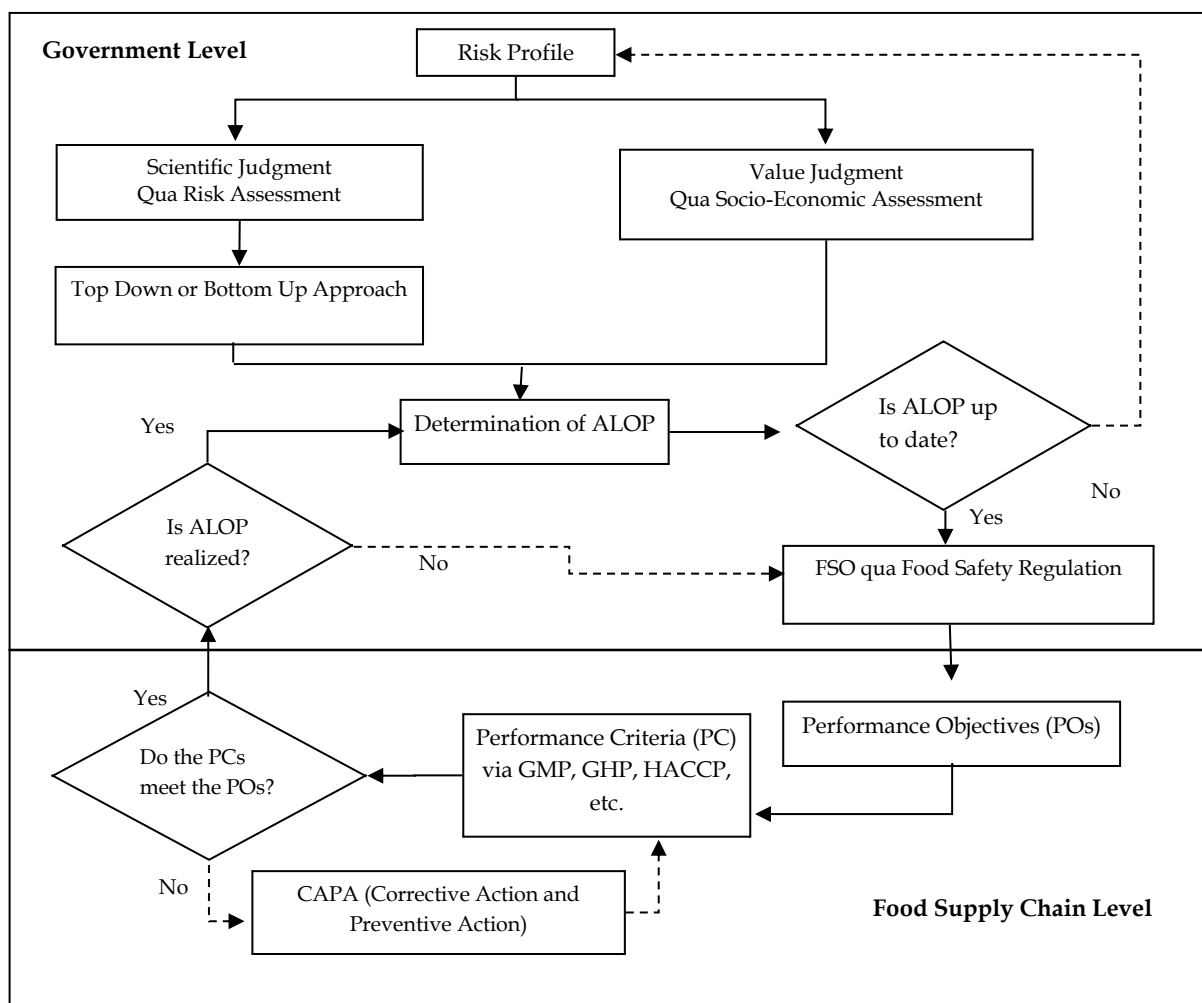 Government Level
Risk Profile
Scientific Judgment
Qua Risk Assessment
Value Judgment
Qua Socio-Economic Assessment
Top Down or Bottom Up Approach
Yes
Determination of ALOP
Is ALOP up
to date?
No
Yes
Is ALOP
realized?
No
FSO qua Food Safety Regulation
Yes
Do the PCs
meet the POs?
Performance Criteria (PC)
via GMP, GHP, HACCP,
etc.
Performance Objectives (POs)
No
CAPA (Corrective Action and
Preventive Action)
Food Supply Chain Level